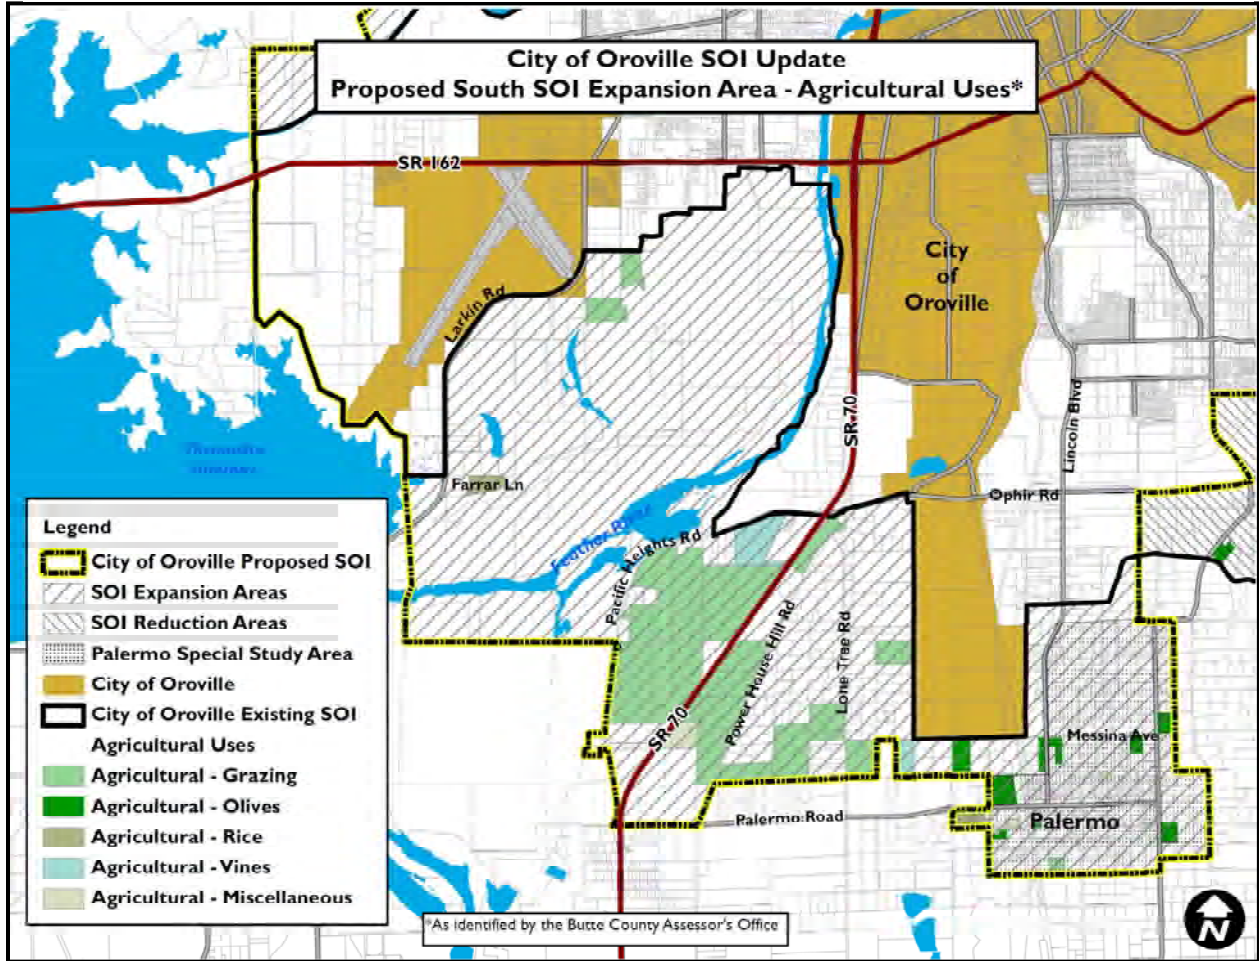 City of Oroville SOI Update
Proposed South SOI Expansion Area - Agricultural Uses*
SR 162
City
of
Oroville
Larkin Rd
SR 70
Lincoln Blvd
Farrar Ln
Ophir Rd
Feather River
Pacific Heights Rd
Power House Hill Rd
Lone Tree Rd
SR 70
Messina Ave
Palermo Road
Palermo
Legend
City of Oroville Proposed SOI
SOI Expansion Areas
SOI Reduction Areas
Palermo Special Study Area
City of Oroville
City of Oroville Existing SOI
Agricultural Uses
Agricultural - Grazing
Agricultural - Olives
Agricultural - Rice
Agricultural - Vines
Agricultural - Miscellaneous
*As identified by the Butte County Assessor's Office
N